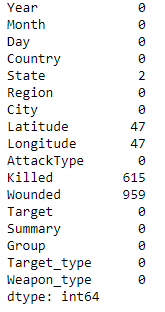 Year 0
Month 0
Day 0
Country 0
State 2
Region 0
City 0
Latitude 47
Longitude 47
AttackType 0
Killed 615
Wounded 959
Target 0
Summary 0
Group 0
Target_type 0
Weapon_type 0
dtype: int64